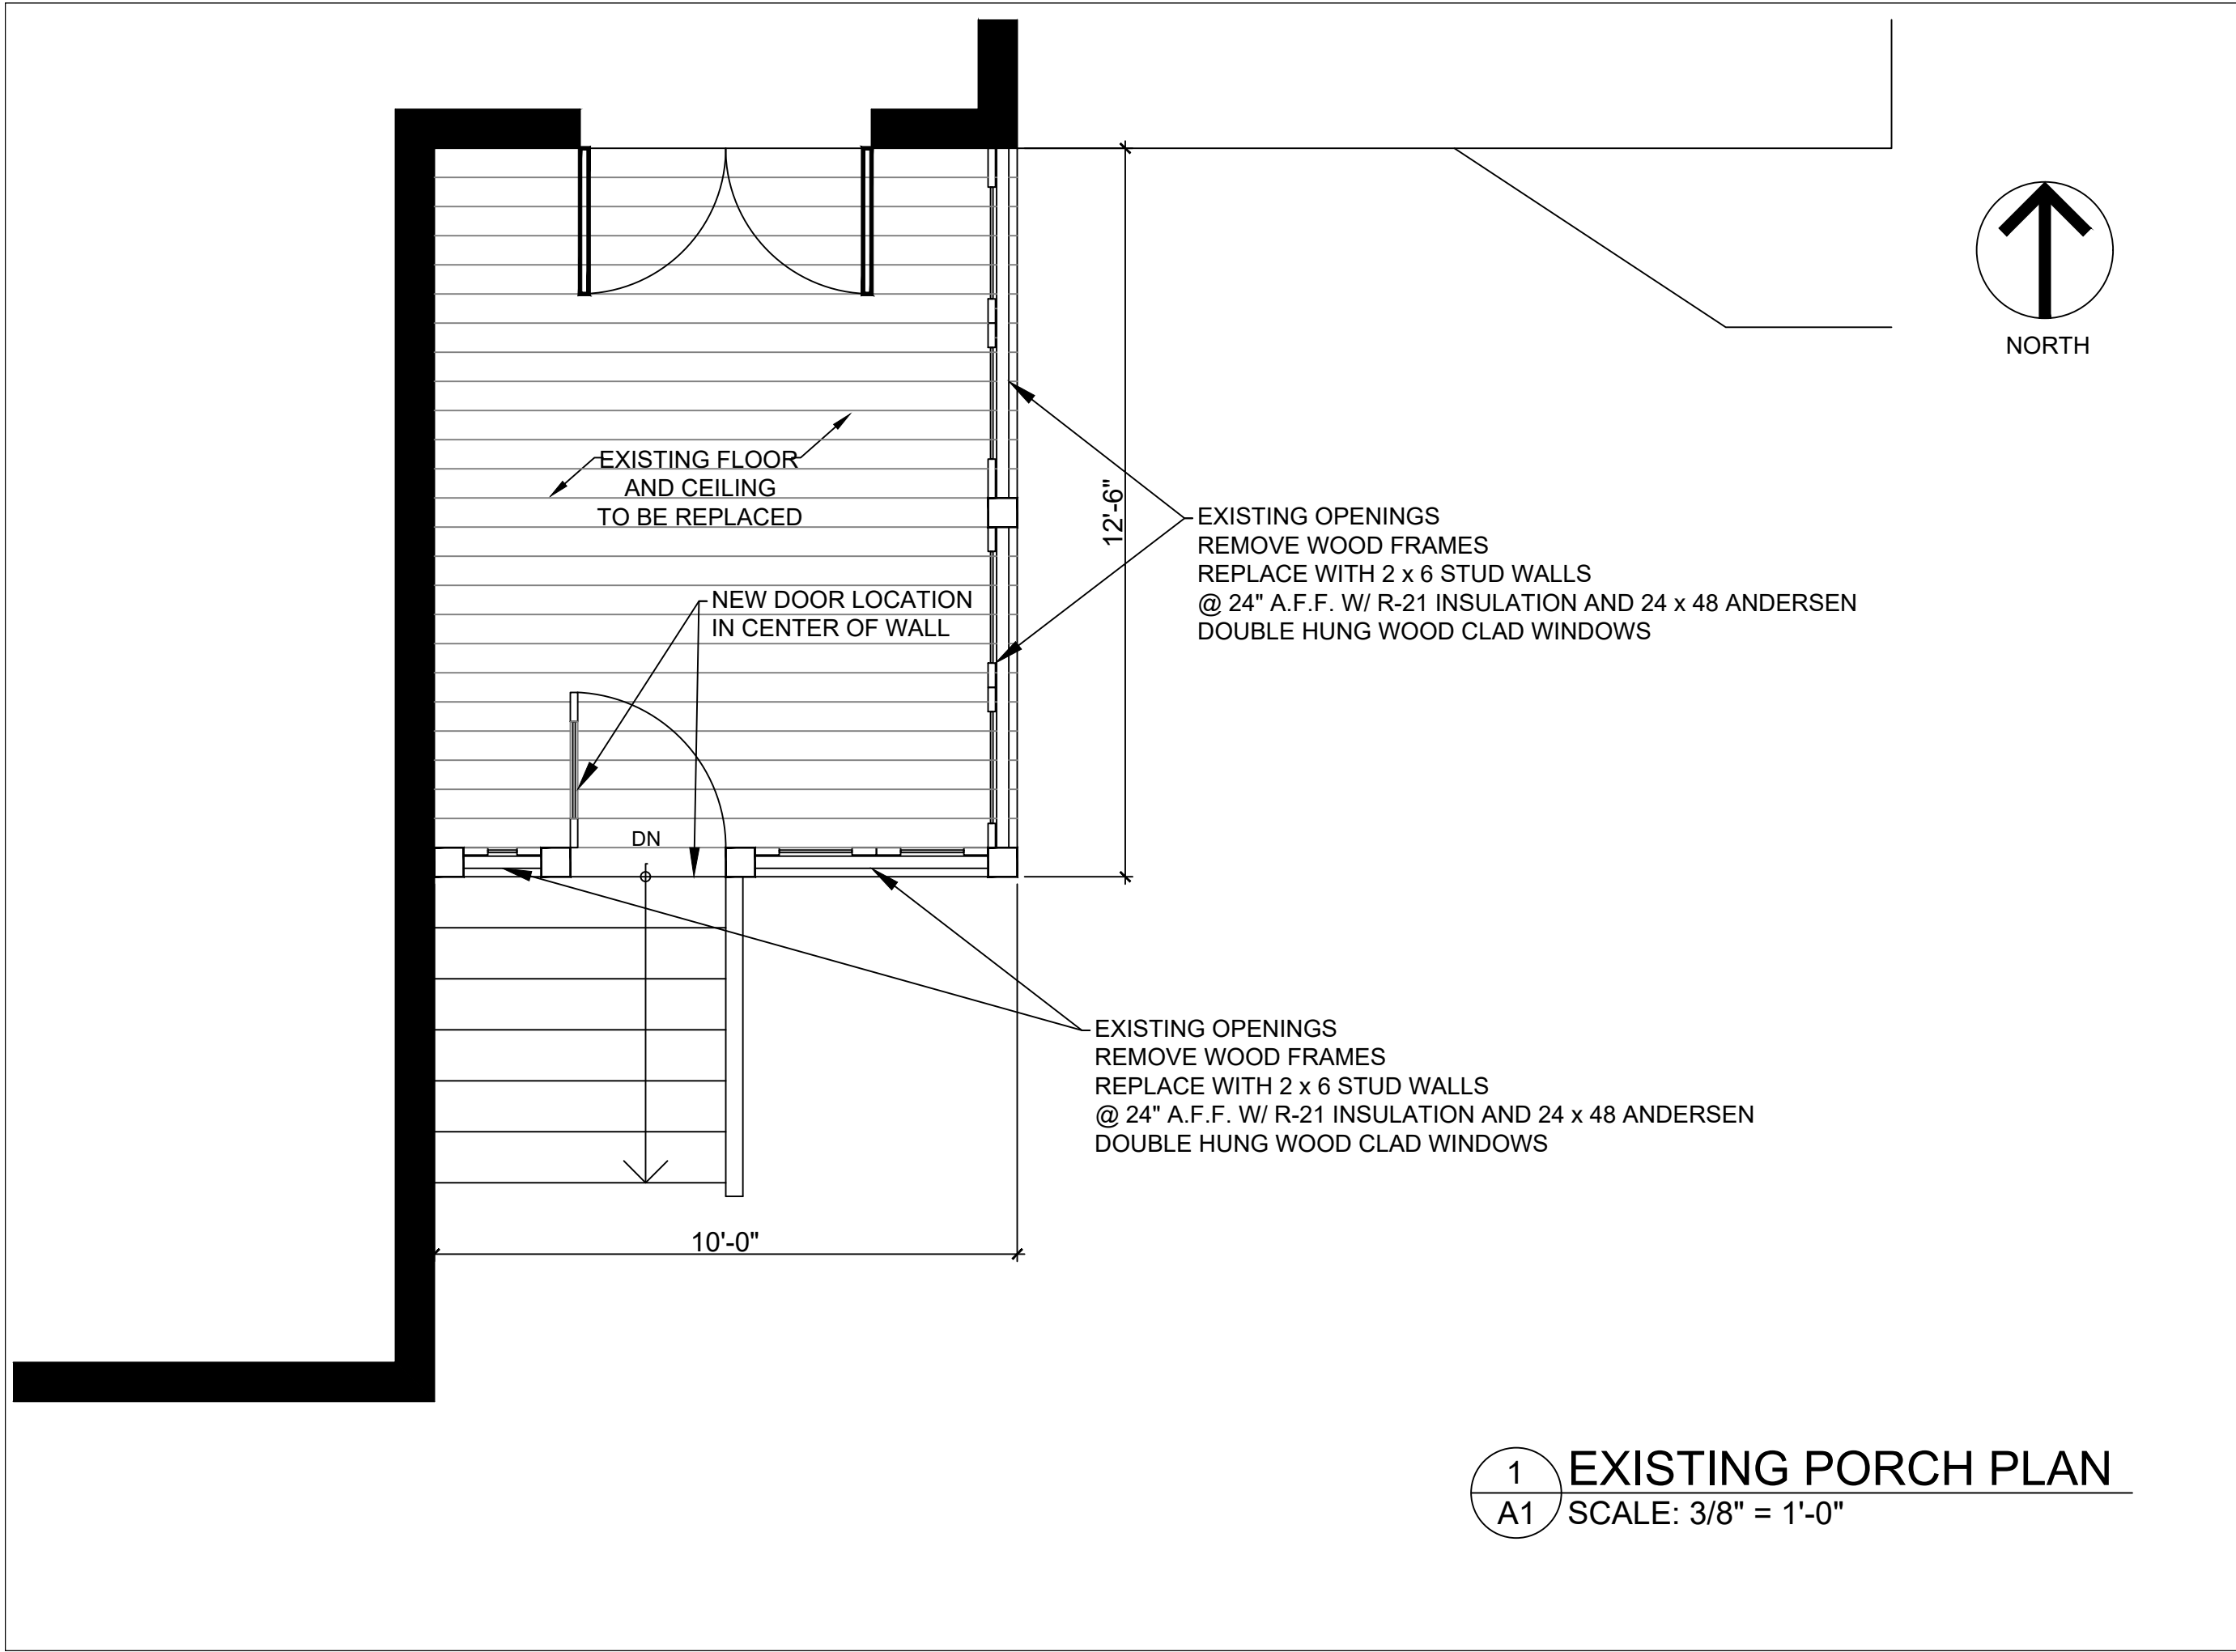 NORTH
EXISTING FLOOR
AND CEILING
TO BE REPLACED
12'-6"
EXISTING OPENINGS
REMOVE WOOD FRAMES
REPLACE WITH 2 x 6 STUD WALLS
@ 24" A.F.F. W/ R-21 INSULATION AND 24 x 48 ANDERSEN
DOUBLE HUNG WOOD CLAD WINDOWS
NEW DOOR LOCATION
IN CENTER OF WALL
DN
EXISTING OPENINGS
REMOVE WOOD FRAMES
REPLACE WITH 2 x 6 STUD WALLS
@ 24" A.F.F. W/ R-21 INSULATION AND 24 x 48 ANDERSEN
DOUBLE HUNG WOOD CLAD WINDOWS
10'-0"
1
EXISTING PORCH PLAN
A1
SCALE: 3/8" = 1'-0"